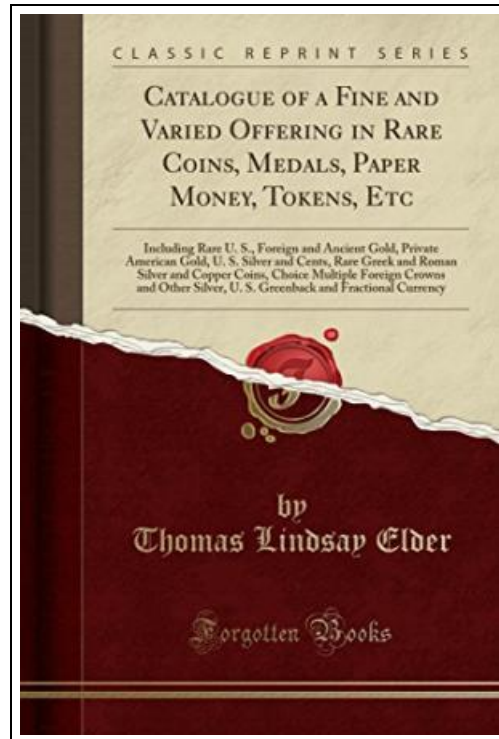 CLASSIC REPRINT SERIES
CATALOGUE OF A FINE AND
VARIED OFFERING IN RARE
COINS, MEDALS, PAPER
MONEY, TOKENS, ETC
Including Rare U. S., Foreign and Ancient Gold, Private
American Gold, U. S. Silver and Cents, Rare Greek and Roman
Silver and Copper Coins, Choice Multiple Foreign Crowns
and Other Silver, U. S. Greenback and Fractional Currency
by
Thomas Lindsay Elder
Forgotten Books